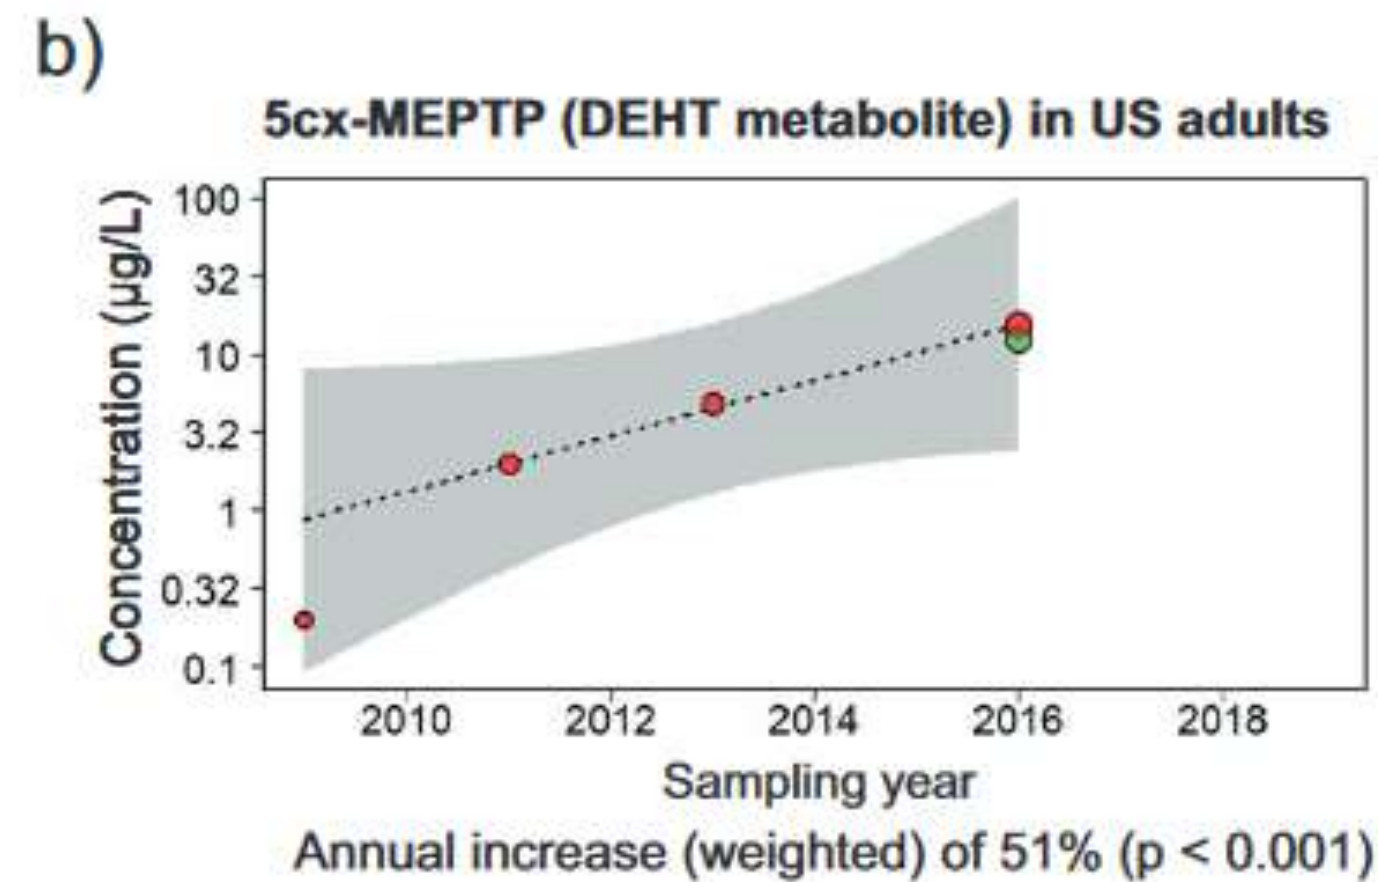 b)
5cx-MEPTP (DEHT metabolite) in US adults
Concentration (µg/L)
100
32
10
3.2
1
0.32
0.1
2010 2012 2014 2016 2018
Sampling year
Annual increase (weighted) of 51% (p < 0.001)